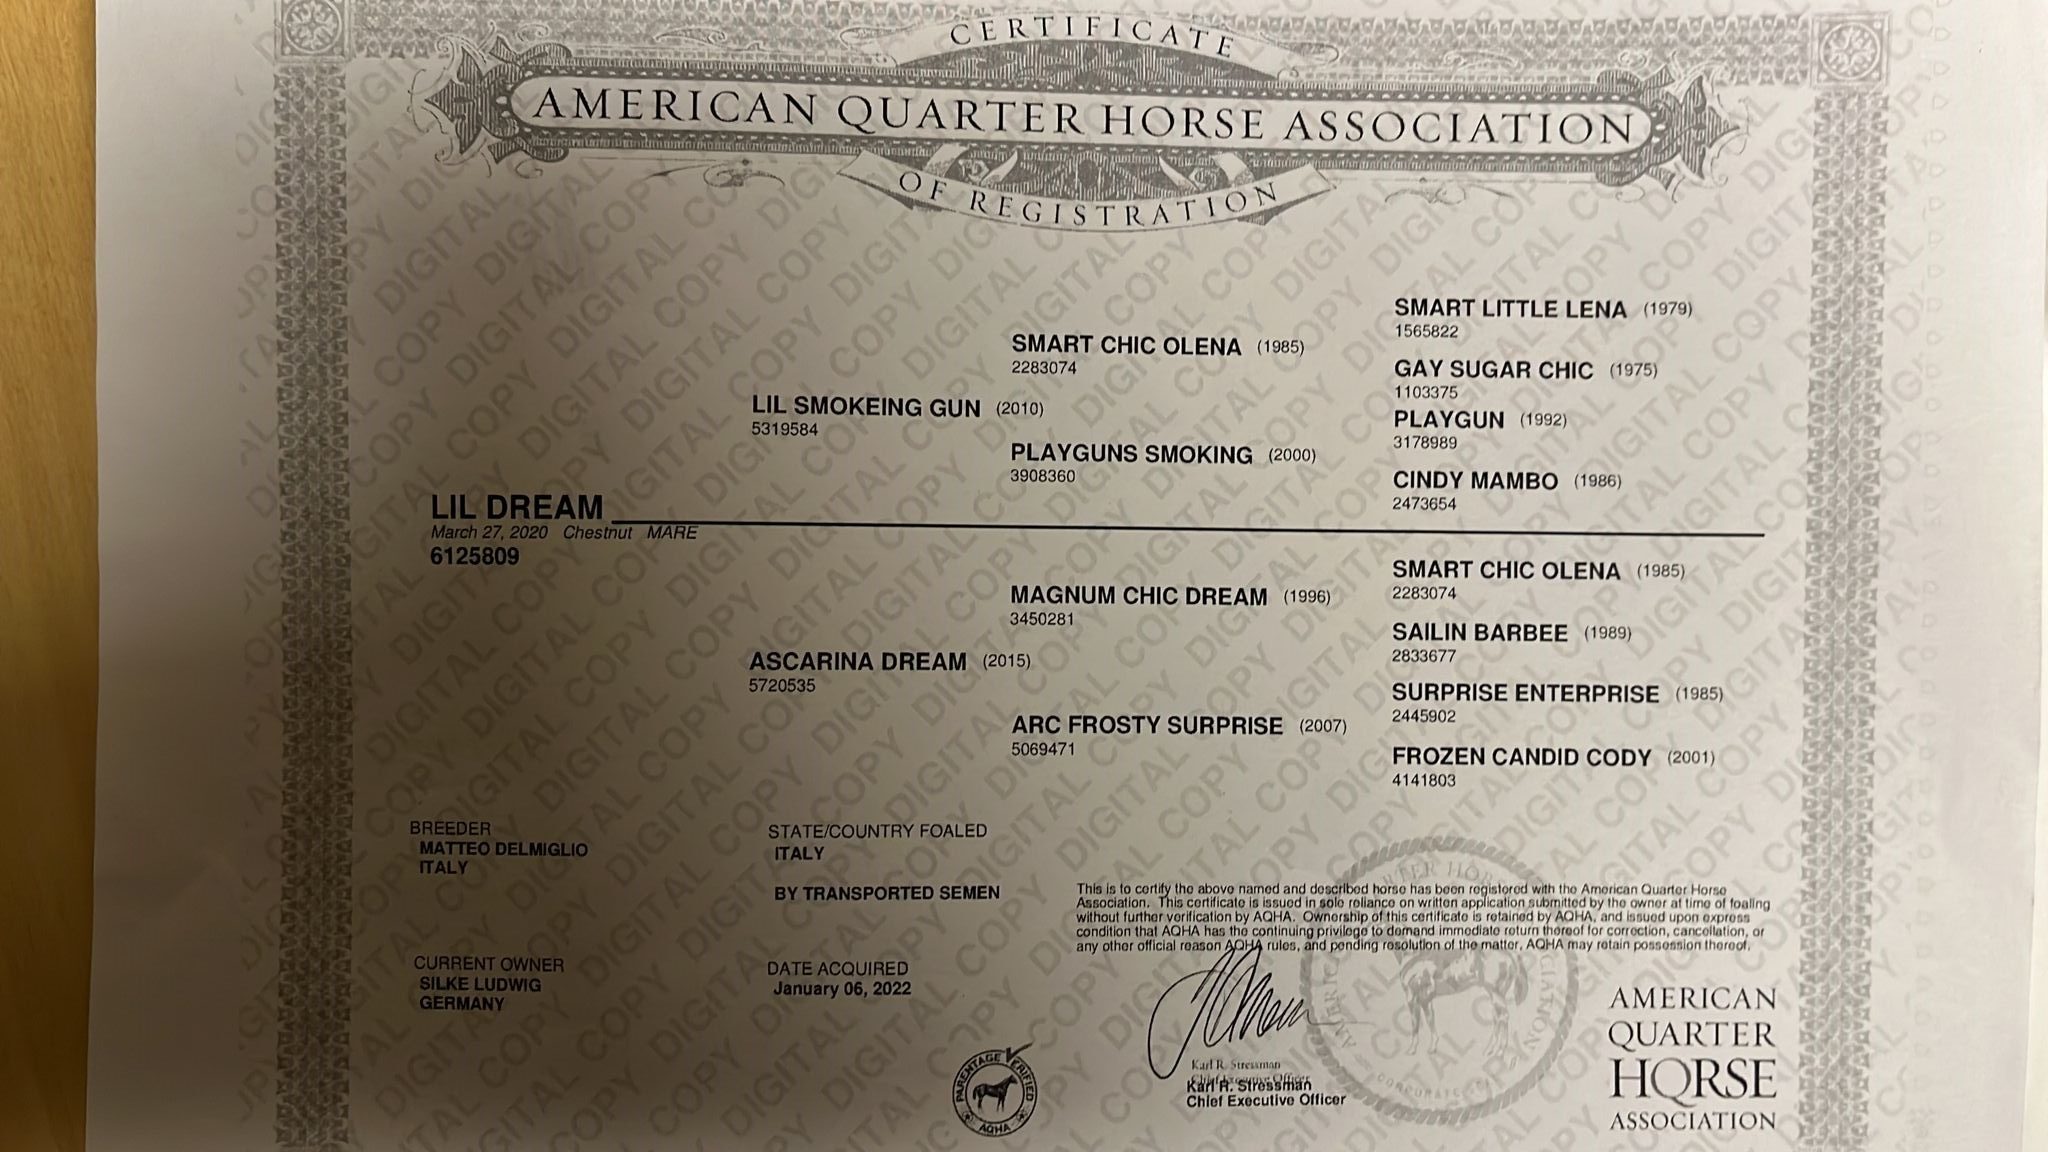 CERTIFICATE
AMERICAN QUARTER HORSE ASSOCIATION
OF REGISTRATION
SMART LITTLE LENA (1979)
1565822
SMART CHIC OLENA (1985)
2283074
GAY SUGAR CHIC (1975)
1103375
LIL SMOKEING GUN (2010)
5319584
PLAYGUN (1992)
3178989
PLAYGUNS SMOKING (2000)
3908360
CINDY MAMBO (1986)
2473654
LIL DREAM
March 27, 2020 Chestnut MARE
6125809
SMART CHIC OLENA (1985)
2283074
MAGNUM CHIC DREAM (1996)
3450281
SAILIN BARBEE (1989)
2833677
ASCARINA DREAM (2015)
5720535
SURPRISE ENTERPRISE (1985)
2445902
ARC FROSTY SURPRISE (2007)
5069471
FROZEN CANDID CODY (2001)
4141803
BREEDER
MATTEO DELMIGLIO
ITALY
STATE/COUNTRY FOALED
ITALY
BY TRANSPORTED SEMEN
This is to certify the above named and described horse has been registered with the American Quarter Horse
Association. This certificate is issued in sole reliance on written application submitted by the owner at time of foaling
without further verification by AQHA. Ownership of this certificate is retained by AQHA, and issued upon express
condition that AQHA has the continuing privilege to demand immediate return thereof for correction, cancellation, or
any other official reason AQHA rules, and pending resolution of the matter, AQHA may retain possession thereof.
CURRENT OWNER
SILKE LUDWIG
GERMANY
DATE ACQUIRED
January 06, 2022
PARENTAGE VERIFIED
AQHA
Karl R. Stressman
Chief Executive Officer
Karl R. Stressman
Chief Executive Officer
AMERICAN
QUARTER
HORSE
ASSOCIATION
DIGITAL COPY